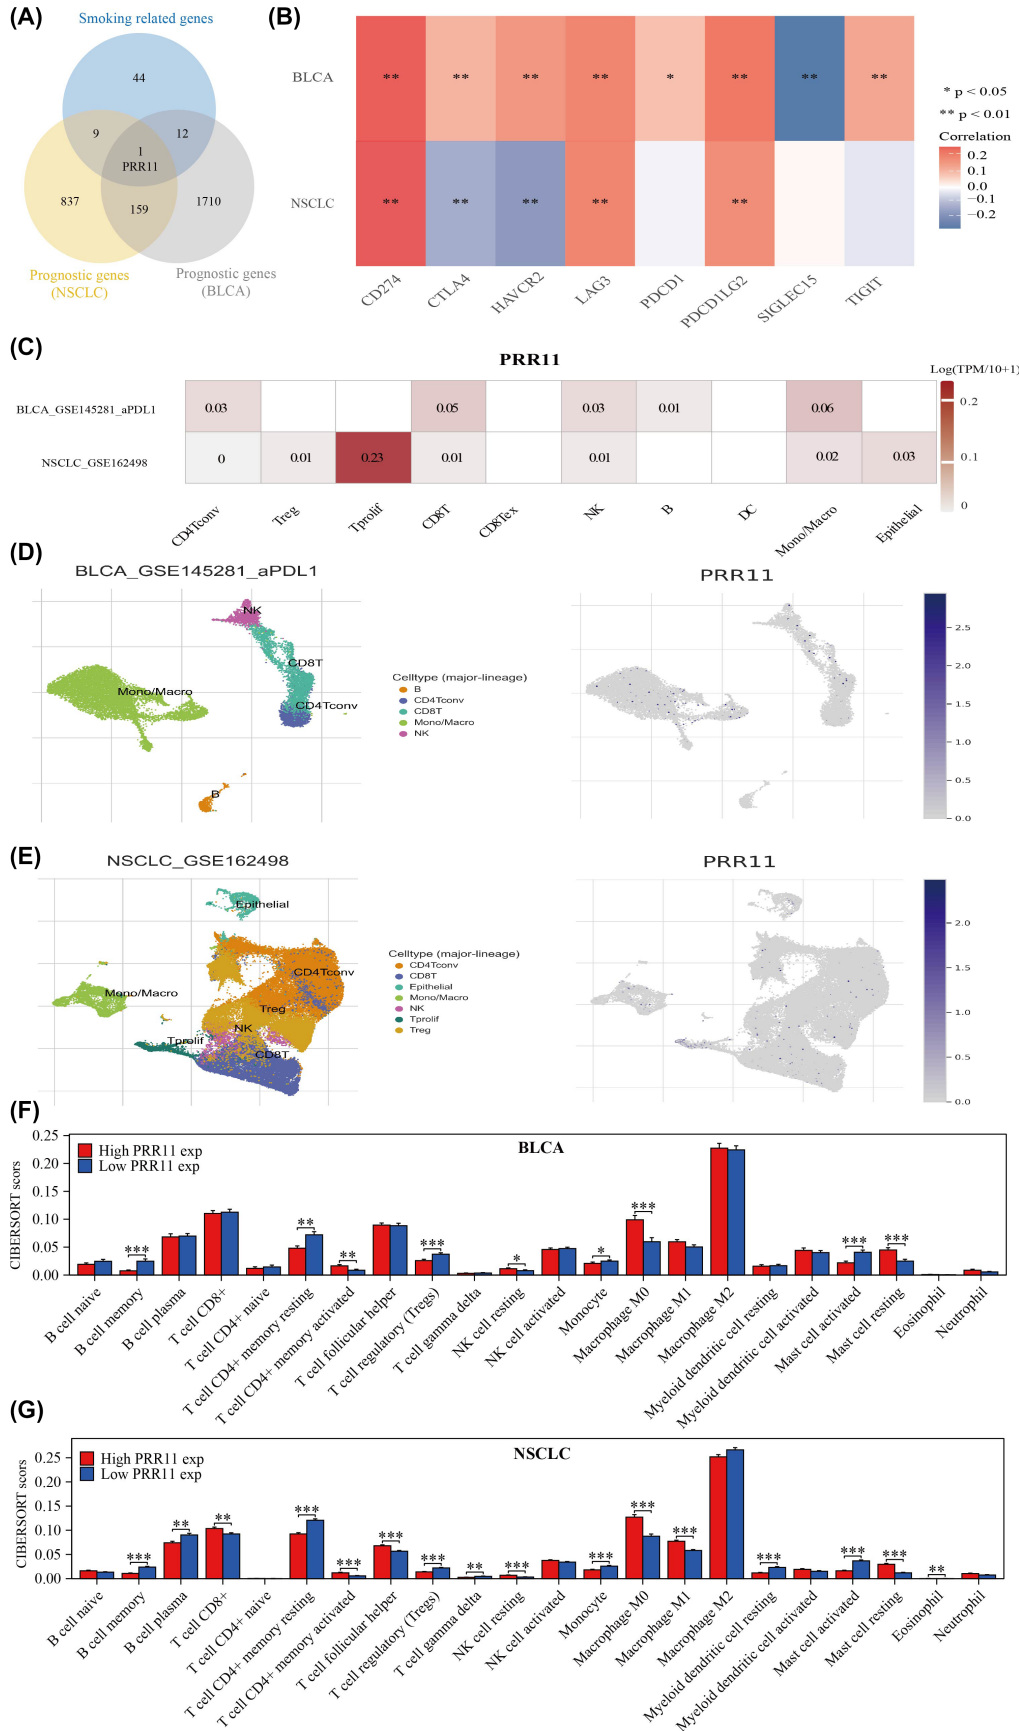 (A)
Smoking related genes
44
9
12
1
PRR11
837
159
1710
Prognostic genes
(NSCLC)
Prognostic genes
(BLCA)
(B)
BLCA
** ** ** ** * ** ** **
NSCLC
** ** ** ** **
CD274 CTLA4 HAVCR2 LAG3 PDCD1 PDCD1LG2 SIGLEC15 TIGIT
* p < 0.05
** p < 0.01
Correlation
0.2
0.1
0.0
−0.1
−0.2
(C)
PRR11
Log(TPM/10+1)
BLCA_GSE145281_aPDL1 0.03 0.05 0.03 0.01 0.06
NSCLC_GSE162498 0 0.01 0.23 0.01 0.01 0.02 0.03
CD4Tconv Treg Tprolif CD8T CD8Tex NK B DC Mono/Macro Epithelial
0.2
0.1
0
(D)
BLCA_GSE145281_aPDL1
NK
CD8T
Mono/Macro
CD4Tconv
B
Celltype (major-lineage)
B
CD4Tconv
CD8T
Mono/Macro
NK
PRR11
2.5
2.0
1.5
1.0
0.5
0.0
(E)
NSCLC_GSE162498
Epithelial
CD4Tconv
Mono/Macro
Treg
NK
Tprolif
CD8T
Celltype (major-lineage)
CD4Tconv
CD8T
Epithelial
Mono/Macro
NK
Tprolif
Treg
PRR11
2.0
1.5
1.0
0.5
0.0
(F)
BLCA
High PRR11 exp
Low PRR11 exp
CIBERSORT scors
0.25
0.20
0.15
0.10
0.05
0.00
*** ** ** *** * * *** *** ***
B cell naive
B cell memory
B cell plasma
T cell CD8+
T cell CD4+ naive
T cell CD4+ memory resting
T cell CD4+ memory activated
T cell follicular helper
T cell regulatory (Tregs)
T cell gamma delta
NK cell resting
NK cell activated
Monocyte
Macrophage M0
Macrophage M1
Macrophage M2
Myeloid dendritic cell resting
Myeloid dendritic cell activated
Mast cell activated
Mast cell resting
Eosinophil
Neutrophil
(G)
NSCLC
High PRR11 exp
Low PRR11 exp
CIBERSORT scors
0.25
0.20
0.15
0.10
0.05
0.00
*** ** ** *** *** *** *** ** *** *** *** *** *** *** *** **
B cell naive
B cell memory
B cell plasma
T cell CD8+
T cell CD4+ naive
T cell CD4+ memory resting
T cell CD4+ memory activated
T cell follicular helper
T cell regulatory (Tregs)
T cell gamma delta
NK cell resting
NK cell activated
Monocyte
Macrophage M0
Macrophage M1
Macrophage M2
Myeloid dendritic cell resting
Myeloid dendritic cell activated
Mast cell activated
Mast cell resting
Eosinophil
Neutrophil